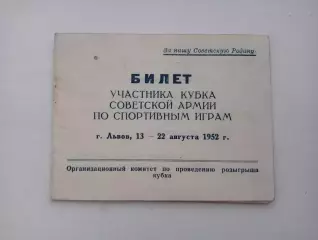 За нашу Советскую Родину.
БИЛЕТ
УЧАСТНИКА КУБКА
СОВЕТСКОЙ АРМИИ
ПО СПОРТИВНЫМ ИГРАМ
г. Львов, 13 — 22 августа 1952 г.
Организационный комитет по проведению розыгрыша
кубка